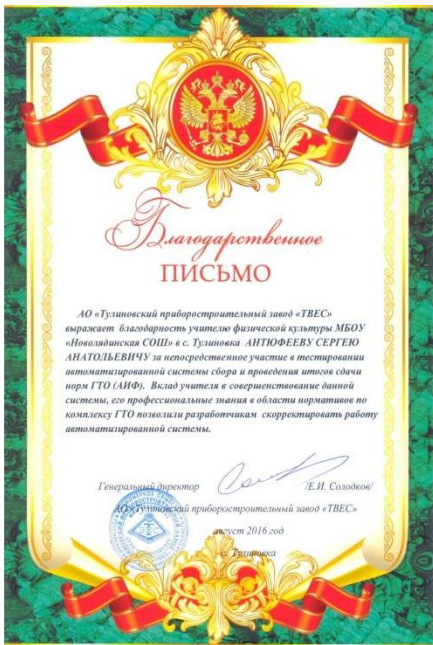 Благодарственное
ПИСЬМО
АО «Тулиновский приборостроительный завод «ТВЕС»
выражает благодарность учителю физической культуры МБОУ
«Новолядинская СОШ» в с. Тулиновка АНТЮФЕЕВУ СЕРГЕЮ
АНАТОЛЬЕВИЧУ за непосредственное участие в тестировании
автоматизированной системы сбора и проведения итогов сдачи
норм ГТО (АИФ). Вклад учителя в совершенствование данной
системы, его профессиональные знания в области нормативов по
комплексу ГТО позволили разработчикам скорректировать работу
автоматизированной системы.
Генеральный директор /Е.И. Солодков/
АО «Тулиновский приборостроительный завод «ТВЕС»
август 2016 год
с. Тулиновка